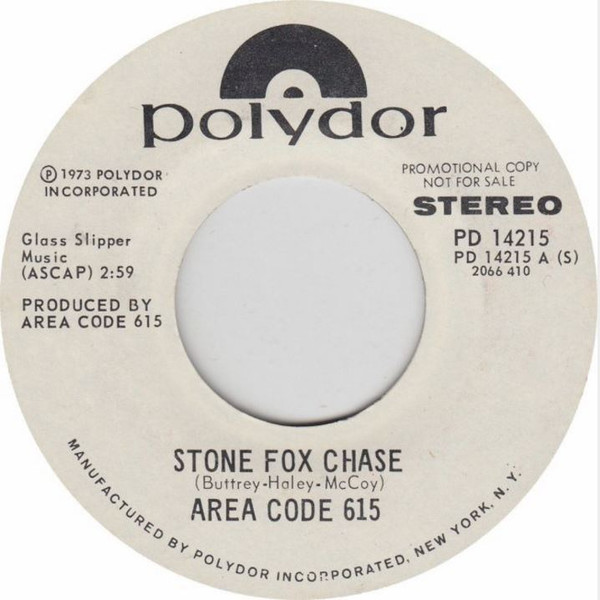 polydor
Ⓟ 1973 POLYDOR
INCORPORATED
PROMOTIONAL COPY
NOT FOR SALE
STEREO
Glass Slipper
Music
(ASCAP) 2:59
PD 14215
PD 14215 A (S)
2066 410
PRODUCED BY
AREA CODE 615
STONE FOX CHASE
(Buttrey-Haley-McCoy)
AREA CODE 615
MANUFACTURED BY POLYDOR INCORPORATED, NEW YORK, N. Y.